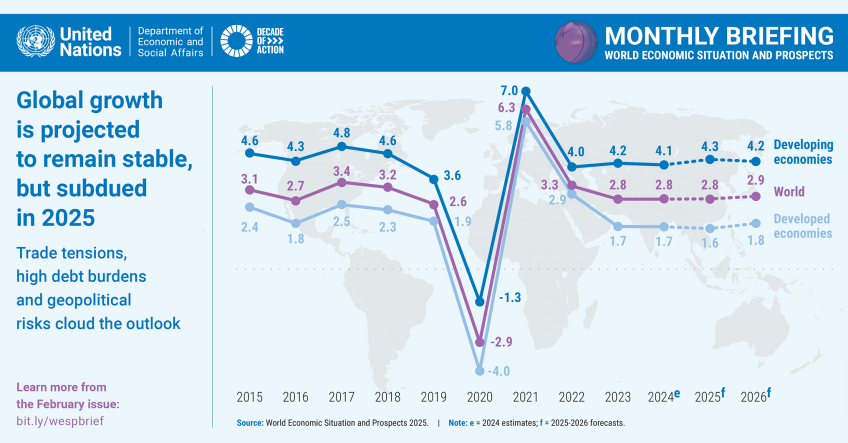 United
Nations
Department of
Economic and
Social Affairs
DECADE
OF >>>
ACTION
MONTHLY BRIEFING
WORLD ECONOMIC SITUATION AND PROSPECTS
Global growth
is projected
to remain stable,
but subdued
in 2025
Trade tensions,
high debt burdens
and geopolitical
risks cloud the outlook
Learn more from
the February issue:
bit.ly/wespbrief
4.6 4.3 4.8 4.6 3.6 -1.3 7.0 4.0 4.2 4.1 4.3 4.2
Developing
economies
3.1 2.7 3.4 3.2 2.6 -2.9 6.3 3.3 2.8 2.8 2.8 2.9
World
2.4 1.8 2.5 2.3 1.9 -4.0 5.8 2.9 1.7 1.7 1.6 1.8
Developed
economies
2015 2016 2017 2018 2019 2020 2021 2022 2023 2024e 2025f 2026f
Source: World Economic Situation and Prospects 2025. | Note: e = 2024 estimates; f = 2025-2026 forecasts.